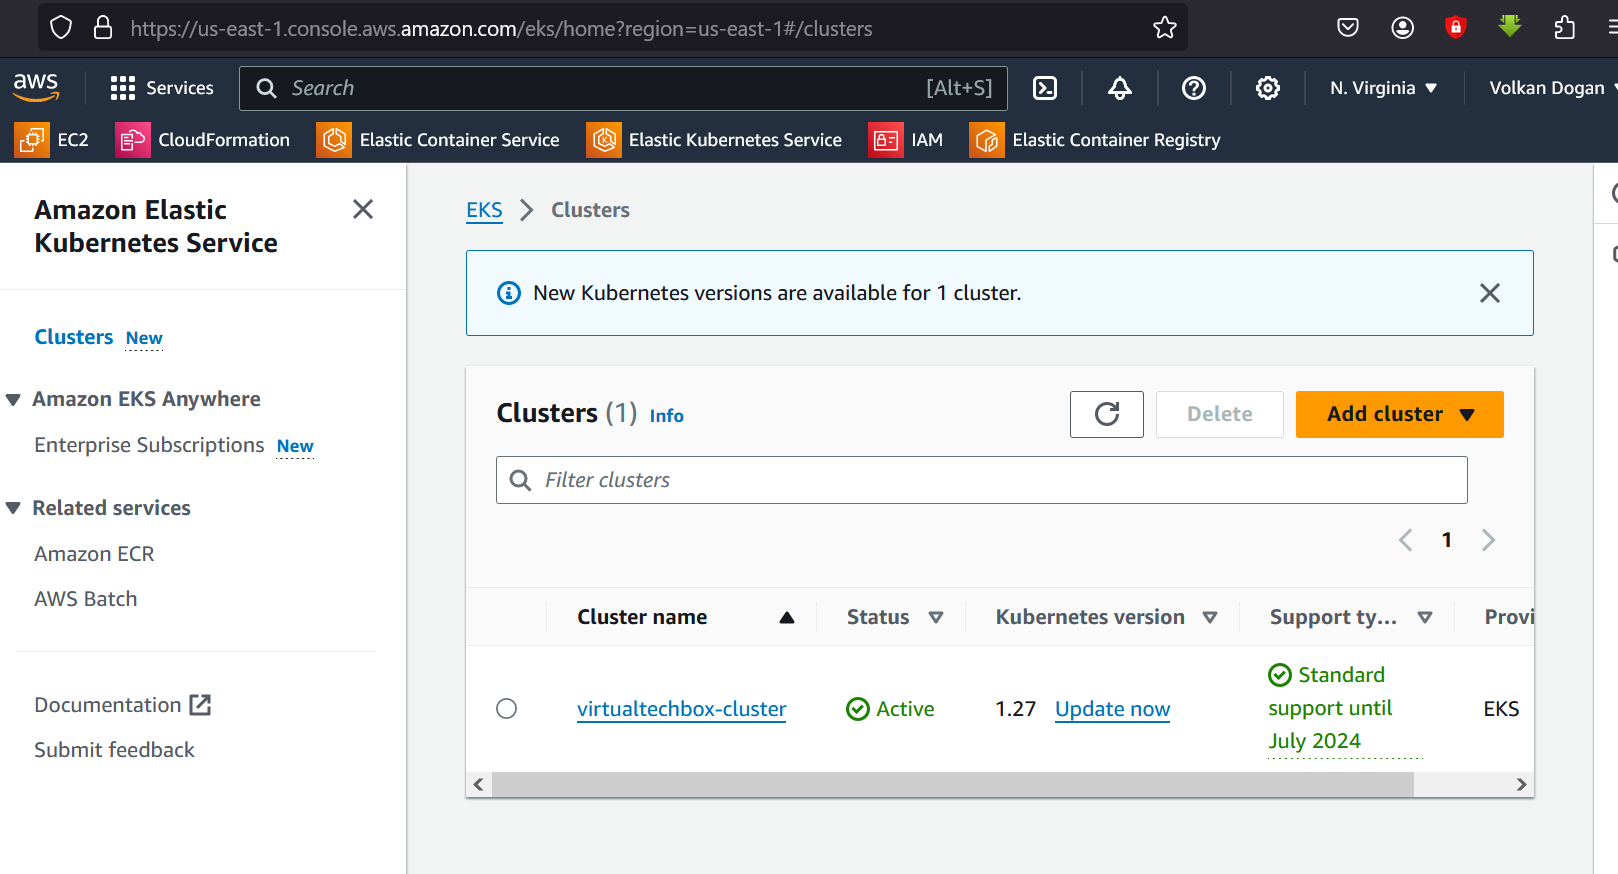 https://us-east-1.console.aws.amazon.com/eks/home?region=us-east-1#/clusters
aws
Services
Search
[Alt+S]
N. Virginia
Volkan Dogan
EC2
CloudFormation
Elastic Container Service
Elastic Kubernetes Service
IAM
Elastic Container Registry
Amazon Elastic
Kubernetes Service
Clusters New
Amazon EKS Anywhere
Enterprise Subscriptions New
Related services
Amazon ECR
AWS Batch
Documentation
Submit feedback
EKS
Clusters
New Kubernetes versions are available for 1 cluster.
Clusters (1) Info
Delete
Add cluster
Filter clusters
1
Cluster name
Status
Kubernetes version
Support ty...
Provi
virtualtechbox-cluster
Active
1.27 Update now
Standard
support until
July 2024
EKS